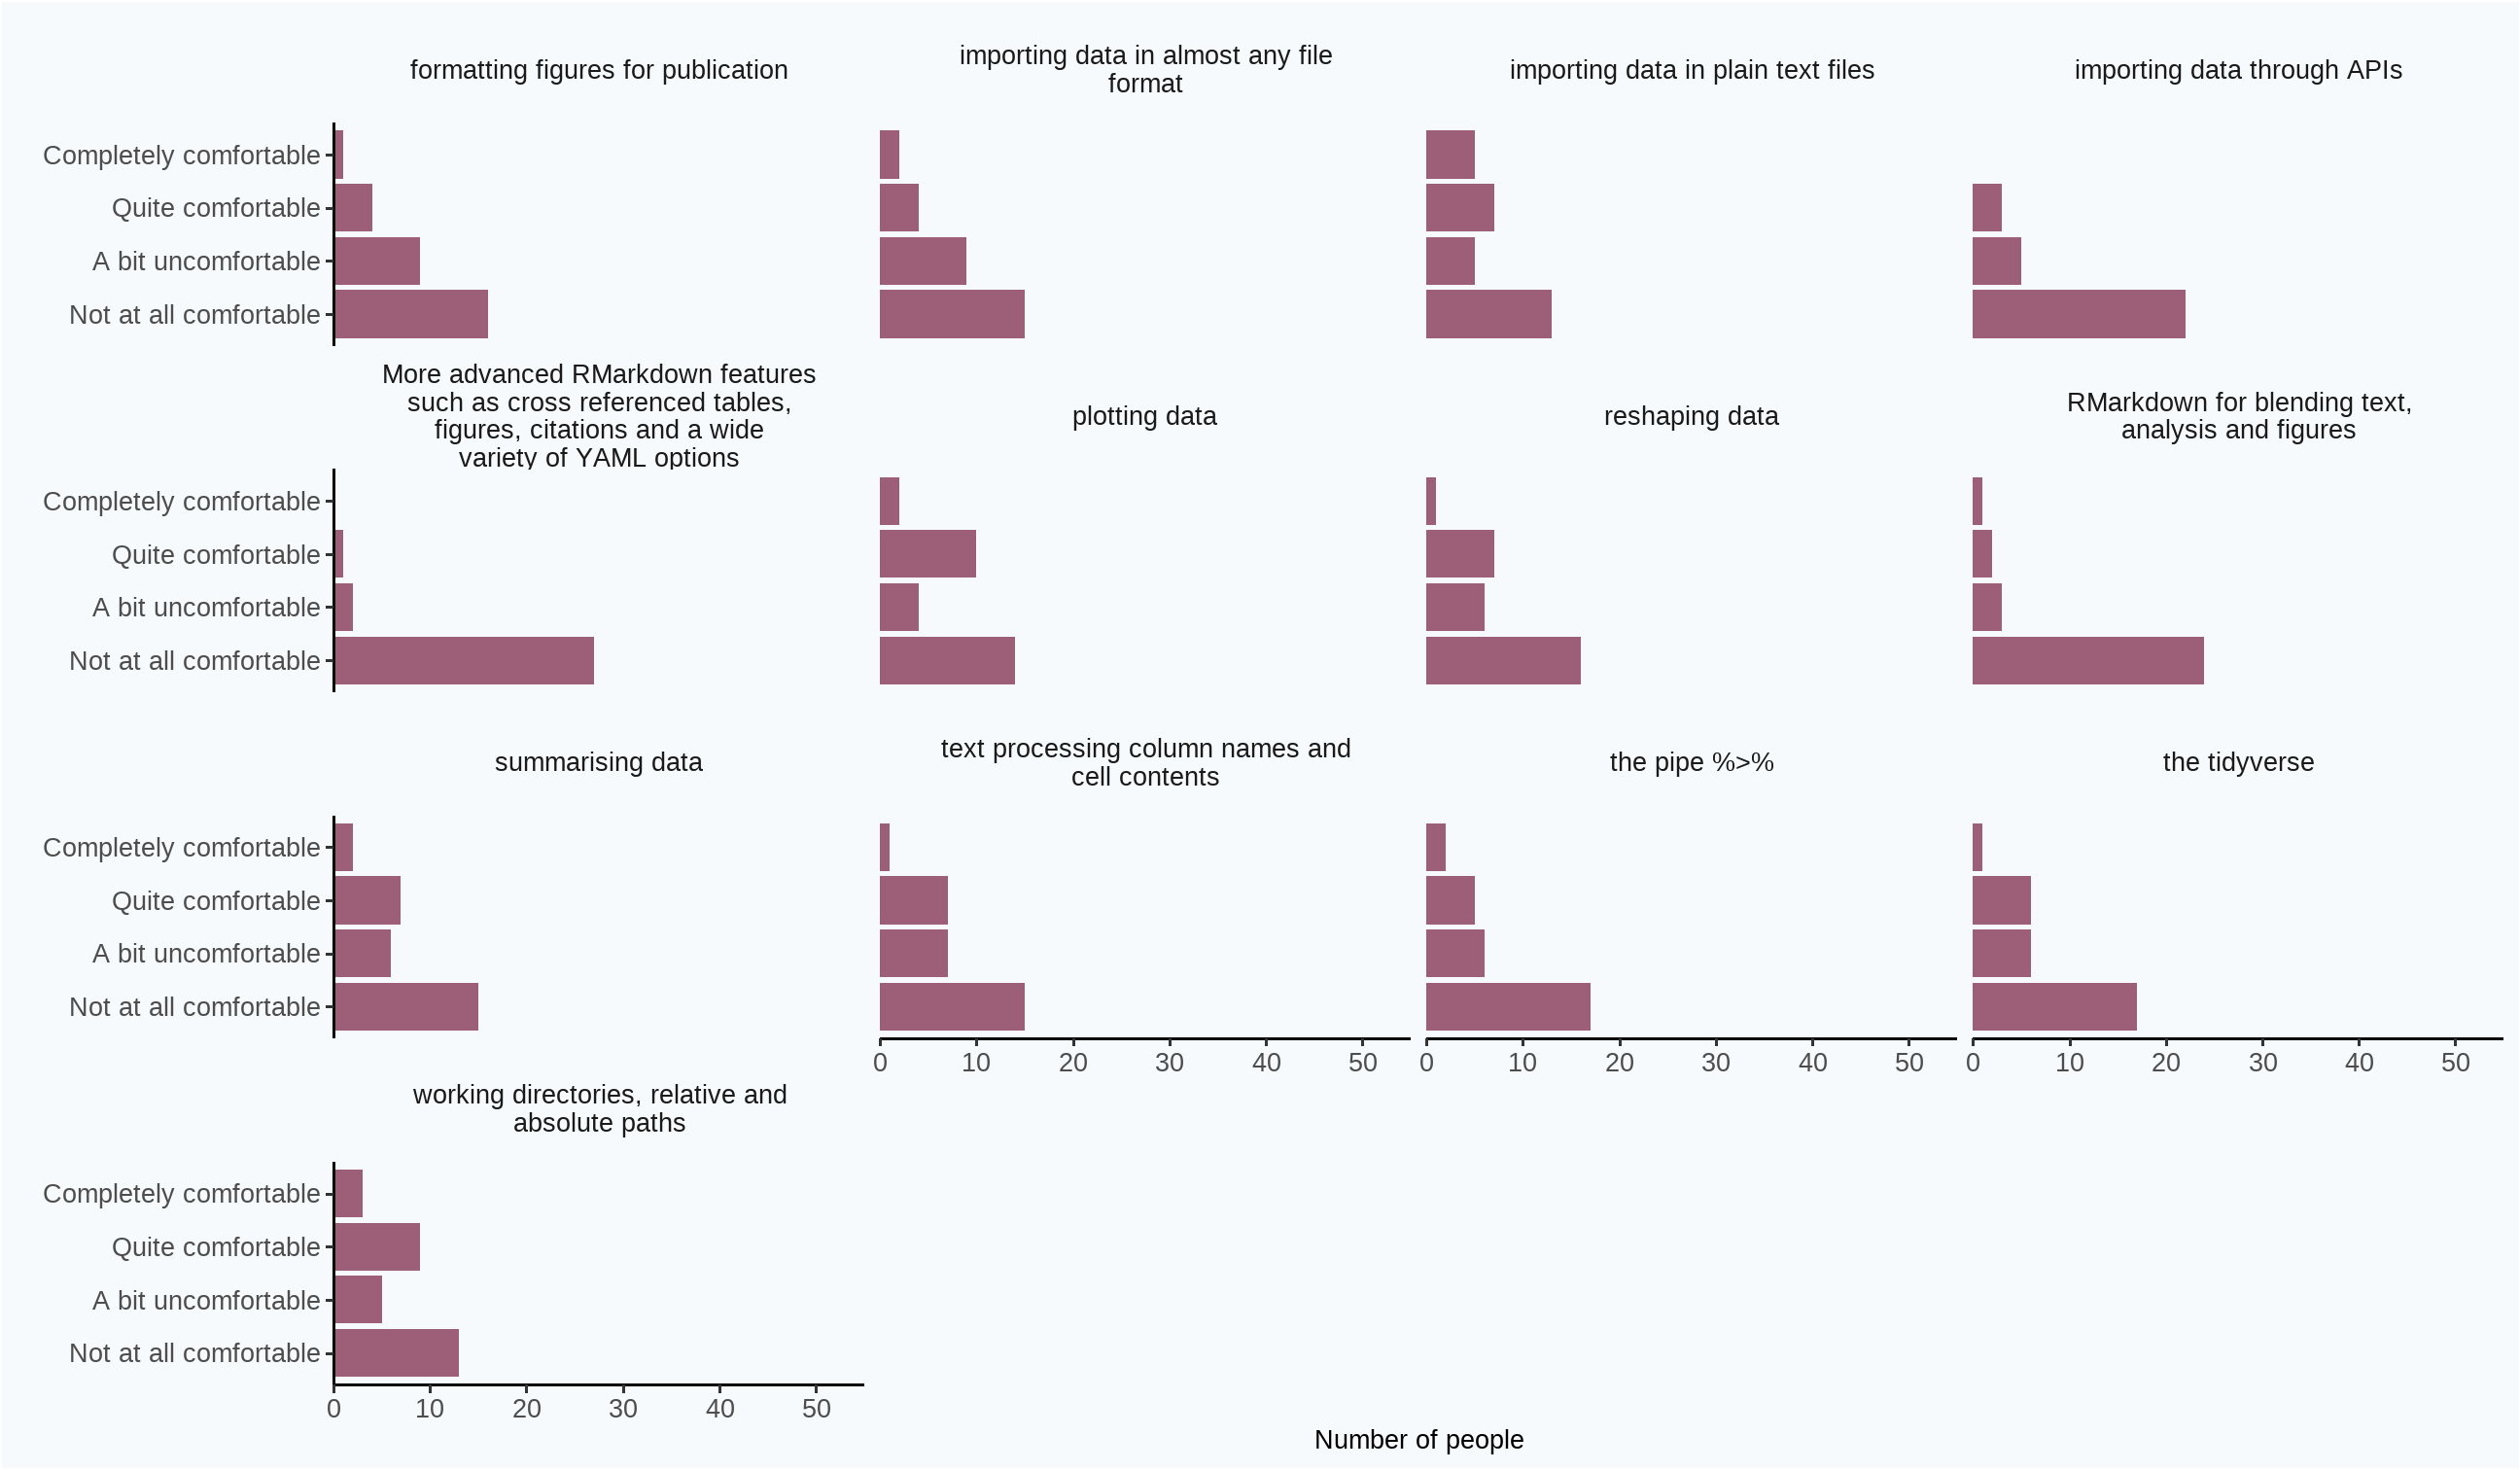 formatting figures for publication
importing data in almost any file
format
importing data in plain text files
importing data through APIs
Completely comfortable
Quite comfortable
A bit uncomfortable
Not at all comfortable
More advanced RMarkdown features
such as cross referenced tables,
figures, citations and a wide
variety of YAML options
plotting data
reshaping data
RMarkdown for blending text,
analysis and figures
Completely comfortable
Quite comfortable
A bit uncomfortable
Not at all comfortable
summarising data
text processing column names and
cell contents
the pipe %>%
the tidyverse
Completely comfortable
Quite comfortable
A bit uncomfortable
Not at all comfortable
0 10 20 30 40 50
0 10 20 30 40 50
0 10 20 30 40 50
working directories, relative and
absolute paths
Completely comfortable
Quite comfortable
A bit uncomfortable
Not at all comfortable
0 10 20 30 40 50
Number of people